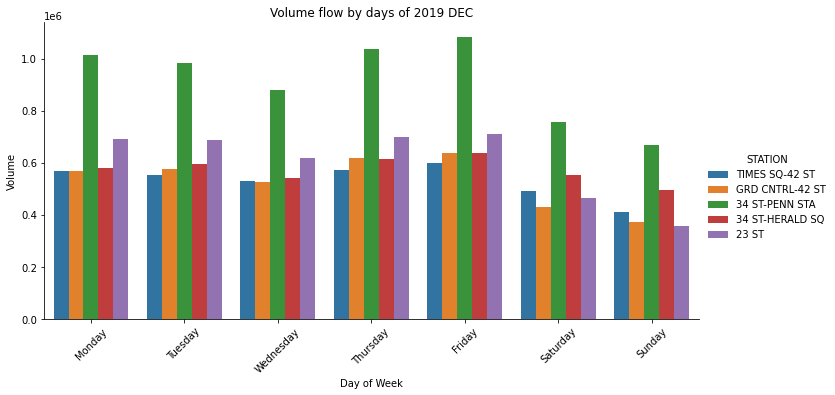 Volume flow by days of 2019 DEC
1e6
1.0
0.8
0.6
0.4
0.2
0.0
Volume
Monday
Tuesday
Wednesday
Thursday
Friday
Saturday
Sunday
Day of Week
STATION
TIMES SQ-42 ST
GRD CNTRL-42 ST
34 ST-PENN STA
34 ST-HERALD SQ
23 ST